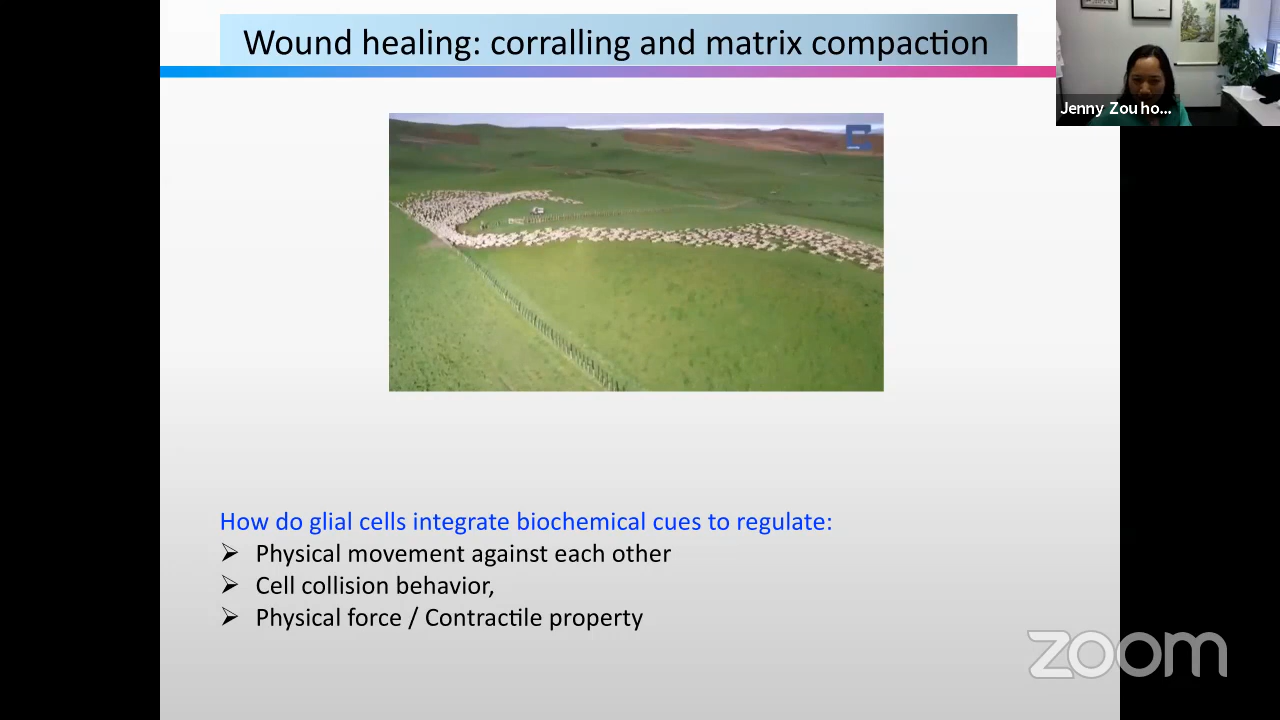 Wound healing: corralling and matrix compaction
Jenny Zou ho...
How do glial cells integrate biochemical cues to regulate:
Physical movement against each other
Cell collision behavior,
Physical force / Contractile property
zoom